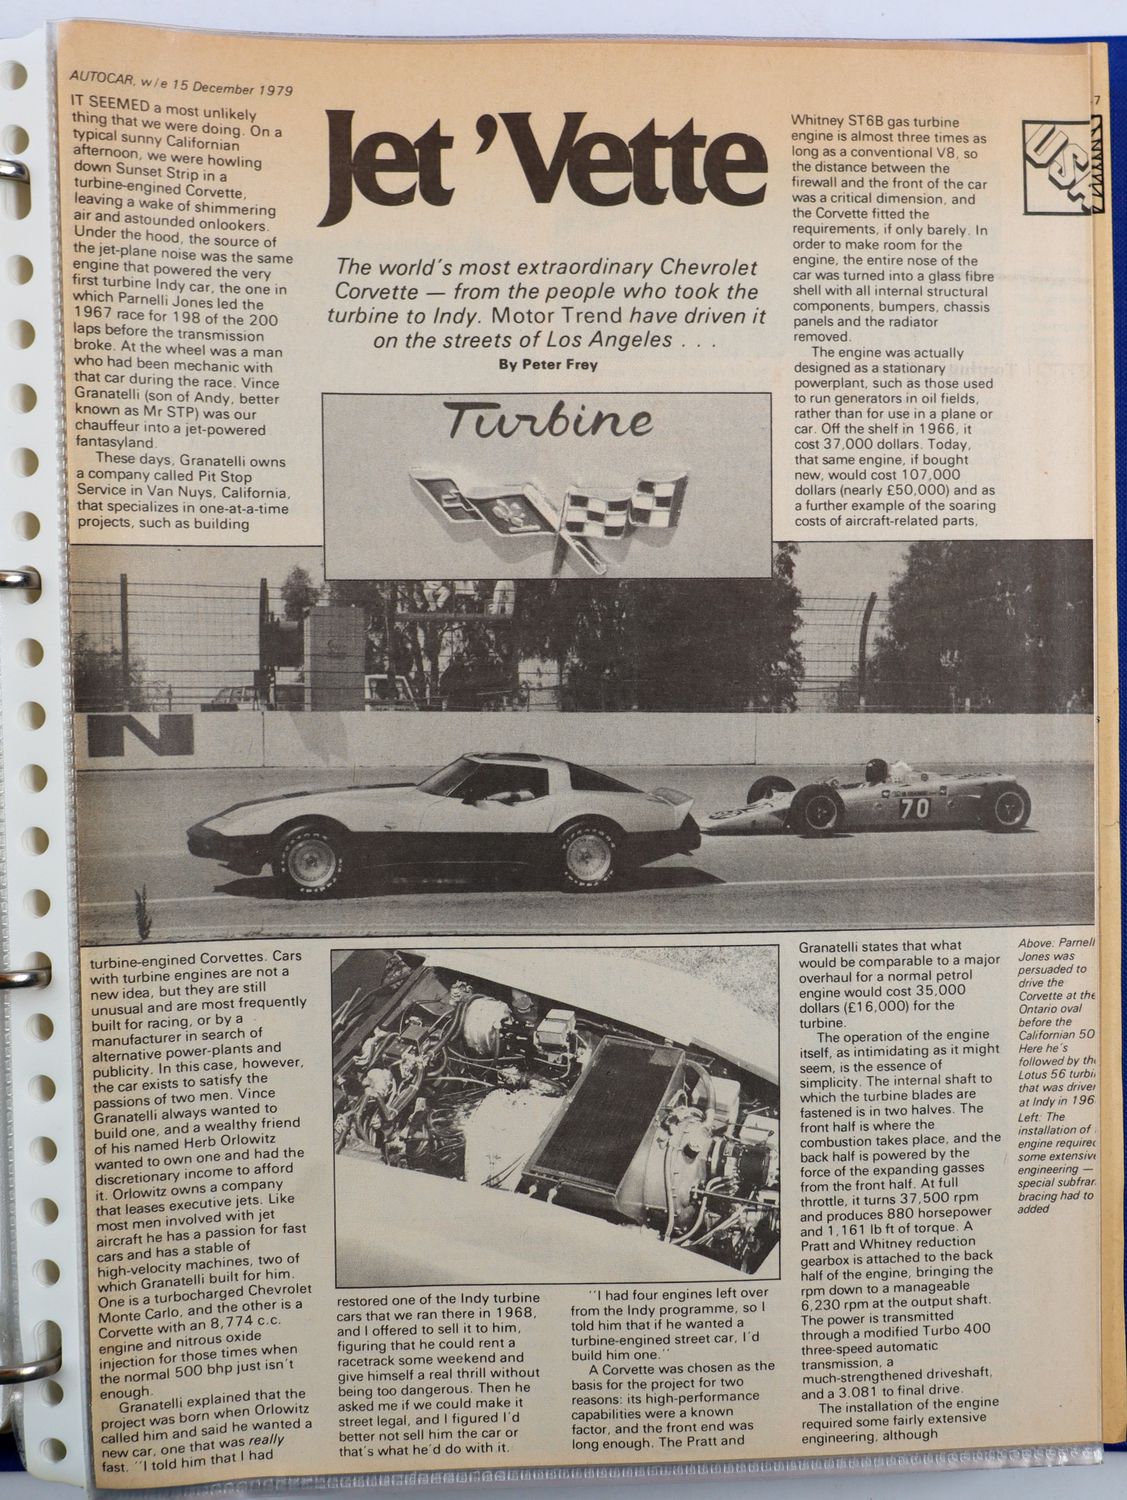 AUTOCAR, w/e 15 December 1979
Jet 'Vette
The world's most extraordinary Chevrolet
Corvette — from the people who took the
turbine to Indy. Motor Trend have driven it
on the streets of Los Angeles . . .
By Peter Frey
IT SEEMED a most unlikely
thing that we were doing. On a
typical sunny Californian
afternoon, we were howling
down Sunset Strip in a
turbine-engined Corvette,
leaving a wake of shimmering
air and astounded onlookers.
Under the hood, the source of
the jet-plane noise was the same
engine that powered the very
first turbine Indy car, the one in
which Parnelli Jones led the
1967 race for 198 of the 200
laps before the transmission
broke. At the wheel was a man
who had been mechanic with
that car during the race. Vince
Granatelli (son of Andy, better
known as Mr STP) was our
chauffeur into a jet-powered
fantasyland.
These days, Granatelli owns
a company called Pit Stop
Service in Van Nuys, California,
that specializes in one-at-a-time
projects, such as building
Turbine
N
70
turbine-engined Corvettes. Cars
with turbine engines are not a
new idea, but they are still
unusual and are most frequently
built for racing, or by a
manufacturer in search of
alternative power-plants and
publicity. In this case, however,
the car exists to satisfy the
passions of two men. Vince
Granatelli always wanted to
build one, and a wealthy friend
of his named Herb Orlowitz
wanted to own one and had the
discretionary income to afford
it. Orlowitz owns a company
that leases executive jets. Like
most men involved with jet
aircraft he has a passion for fast
cars and has a stable of
high-velocity machines, two of
which Granatelli built for him.
One is a turbocharged Chevrolet
Monte Carlo, and the other is a
Corvette with an 8,774 c.c.
engine and nitrous oxide
injection for those times when
the normal 500 bhp just isn't
enough.
Granatelli explained that the
project was born when Orlowitz
called him and said he wanted a
new car, one that was really
fast. "I told him that I had
restored one of the Indy turbine
cars that we ran there in 1968,
and I offered to sell it to him,
figuring that he could rent a
racetrack some weekend and
give himself a real thrill without
being too dangerous. Then he
asked me if we could make it
street legal, and I figured I'd
better not sell him the car or
that's what he'd do with it.
"I had four engines left over
from the Indy programme, so I
told him that if he wanted a
turbine-engined street car, I'd
build him one."
A Corvette was chosen as the
basis for the project for two
reasons: its high-performance
capabilities were a known
factor, and the front end was
long enough. The Pratt and
Whitney ST6B gas turbine
engine is almost three times as
long as a conventional V8, so
the distance between the
firewall and the front of the car
was a critical dimension, and
the Corvette fitted the
requirements, if only barely. In
order to make room for the
engine, the entire nose of the
car was turned into a glass fibre
shell with all internal structural
components, bumpers, chassis
panels and the radiator
removed.
The engine was actually
designed as a stationary
powerplant, such as those used
to run generators in oil fields,
rather than for use in a plane or
car. Off the shelf in 1966, it
cost 37,000 dollars. Today,
that same engine, if bought
new, would cost 107,000
dollars (nearly £50,000) and as
a further example of the soaring
costs of aircraft-related parts,
Granatelli states that what
would be comparable to a major
overhaul for a normal petrol
engine would cost 35,000
dollars (£16,000) for the
turbine.
The operation of the engine
itself, as intimidating as it might
seem, is the essence of
simplicity. The internal shaft to
which the turbine blades are
fastened is in two halves. The
front half is where the
combustion takes place, and the
back half is powered by the
force of the expanding gasses
from the front half. At full
throttle, it turns 37,500 rpm
and produces 880 horsepower
and 1,161 lb ft of torque. A
Pratt and Whitney reduction
gearbox is attached to the back
half of the engine, bringing the
rpm down to a manageable
6,230 rpm at the output shaft.
The power is transmitted
through a modified Turbo 400
three-speed automatic
transmission, a
much-strengthened driveshaft,
and a 3.081 to final drive.
The installation of the engine
required some fairly extensive
engineering, although
7
USA
Above: Parnelli
Jones was
persuaded to
drive the
Corvette at the
Ontario oval
before the
Californian 50
Here he's
followed by the
Lotus 56 turbi
that was driven
at Indy in 196
Left: The
installation of
engine required
some extensive
engineering —
special subfra
bracing had to
added